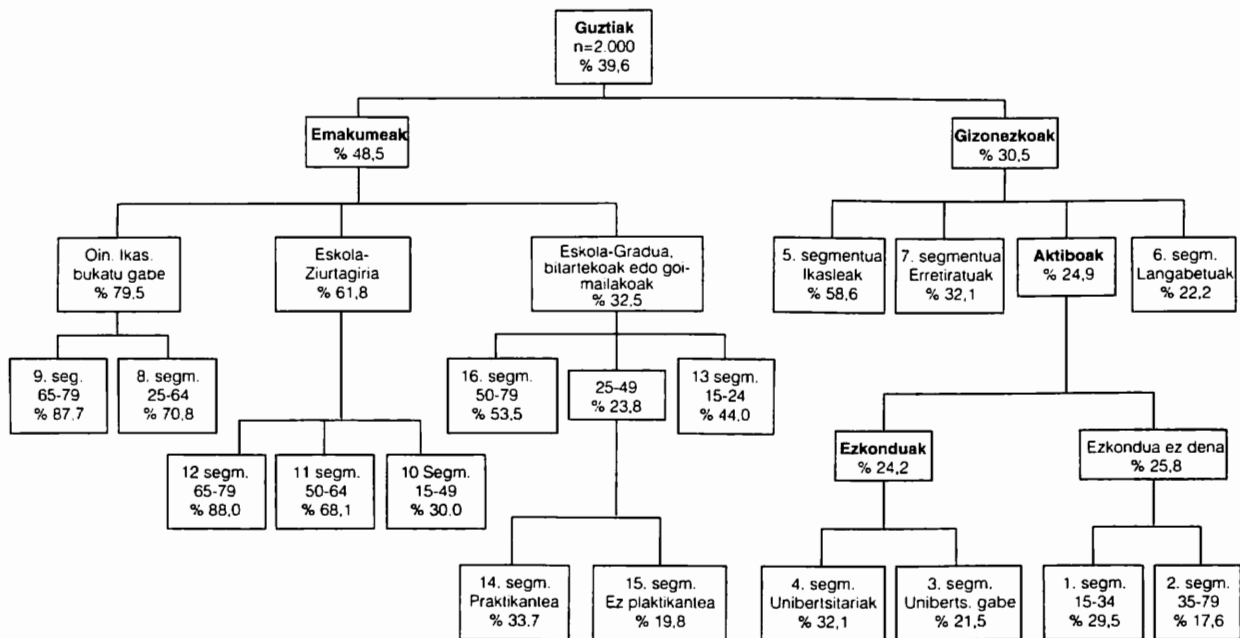 Guztiak
n=2.000
% 39,6
Emakumeak
% 48,5
Gizonezkoak
% 30,5
Oin. Ikas.
bukatu gabe
% 79,5
Eskola-
Ziurtagiria
% 61,8
Eskola-Gradua,
bilartekoak edo goi-
mailakoak
% 32,5
5. segmentua
Ikasleak
% 58,6
7. segmentua
Erretiratuak
% 32,1
Aktiboak
% 24,9
6. segm.
Langabetuak
% 22,2
9. seg.
65-79
% 87,7
8. segm.
25-64
% 70,8
16. segm.
50-79
% 53,5
25-49
% 23,8
13 segm.
15-24
% 44,0
12 segm.
65-79
% 88,0
11 segm.
50-64
% 68,1
10 Segm.
15-49
% 30.0
Ezkonduak
% 24,2
Ezkondua ez dena
% 25,8
14. segm.
Praktikantea
% 33.7
15. segm.
Ez plaktikantea
% 19,8
4. segm.
Unibertsitariak
% 32,1
3. segm.
Uniberts. gabe
% 21,5
1. segm.
15-34
% 29,5
2. segm.
35-79
% 17,6